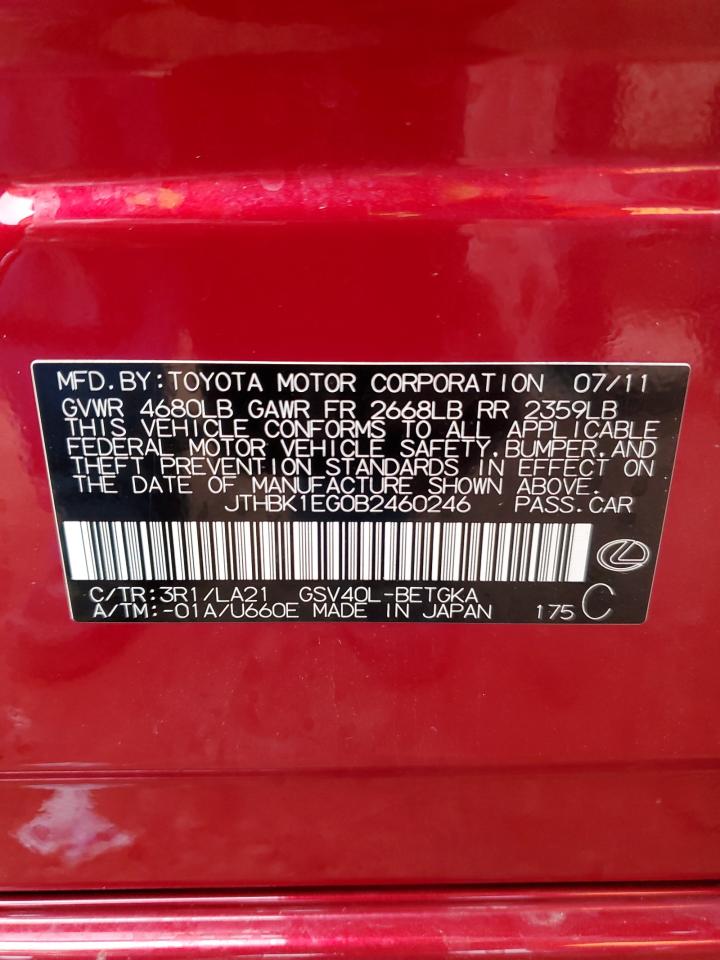 MFD.BY:TOYOTA MOTOR CORPORATION 07/11
GVWR 4680LB GAWR FR 2668LB RR 2359LB
THIS VEHICLE CONFORMS TO ALL APPLICABLE
FEDERAL MOTOR VEHICLE SAFETY,BUMPER,AND
THEFT PREVENTION STANDARDS IN EFFECT ON
THE DATE OF MANUFACTURE SHOWN ABOVE.
JTHBK1EG0B2460246 PASS.CAR
C/TR:3R1/LA21 GSV40L-BETGKA
A/TM:-01A/U660E MADE IN JAPAN 175 C